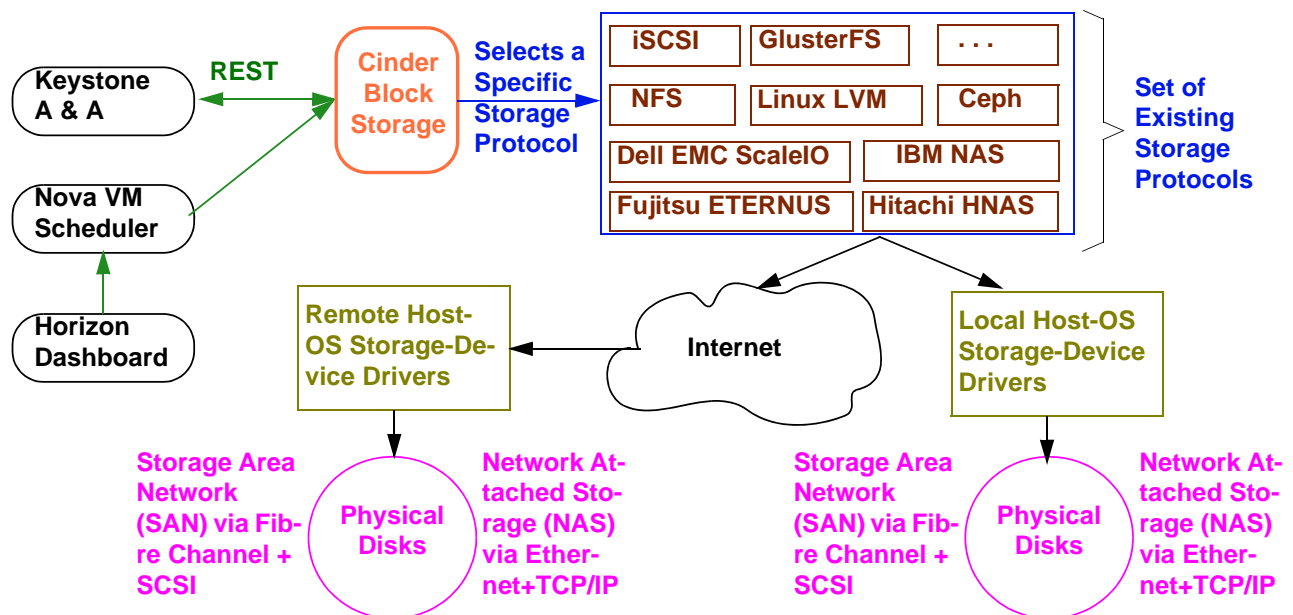 Keystone
A & A
REST
Nova VM
Scheduler
Horizon
Dashboard
Cinder
Block
Storage
Selects a
Specific
Storage
Protocol
iSCSI
GlusterFS
. . .
NFS
Linux LVM
Ceph
Dell EMC ScaleIO
IBM NAS
Fujitsu ETERNUS
Hitachi HNAS
Set of
Existing
Storage
Protocols
Remote Host-
OS Storage-De-
vice Drivers
Internet
Local Host-OS
Storage-Device
Drivers
Storage Area
Network
(SAN) via Fib-
re Channel +
SCSI
Physical
Disks
Network At-
tached Sto-
rage (NAS)
via Ether-
net+TCP/IP
Storage Area
Network
(SAN) via Fib-
re Channel +
SCSI
Physical
Disks
Network At-
tached Sto-
rage (NAS)
via Ether-
net+TCP/IP